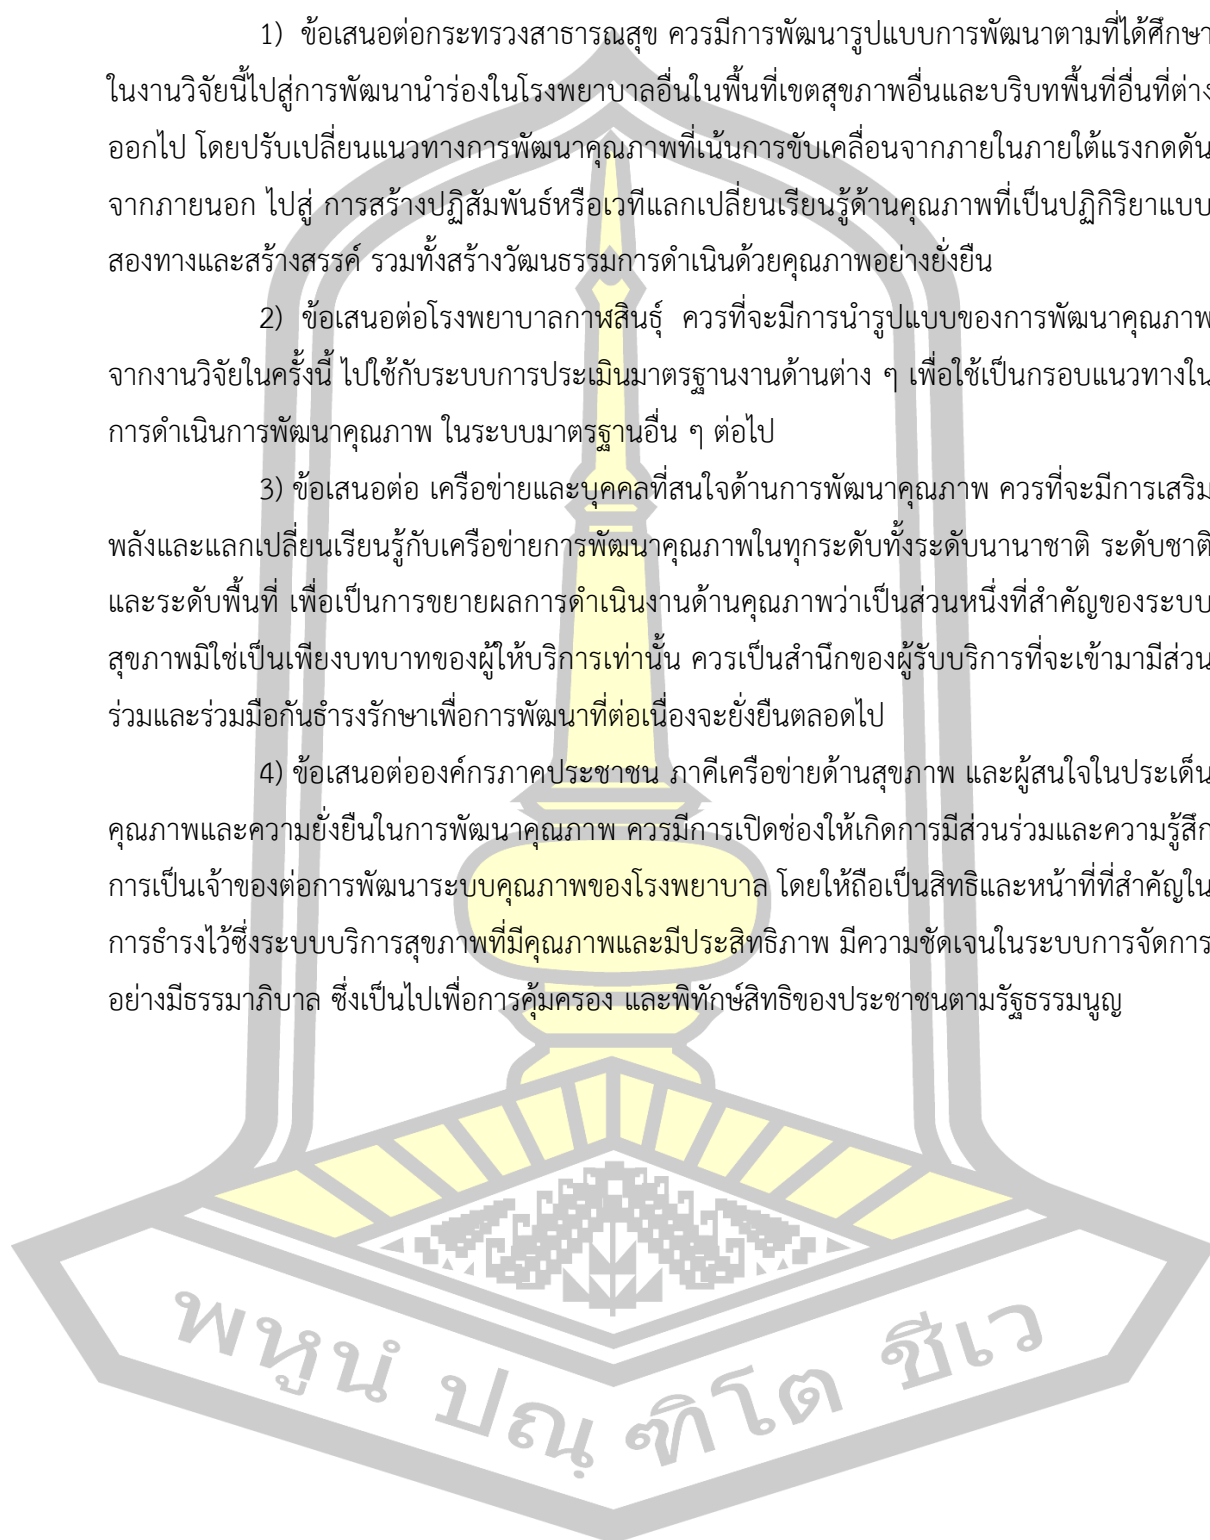 1) ข้อเสนอต่อกระทรวงสาธารณสุข ควรมีการพัฒนารูปแบบการพัฒนาตามที่ได้ศึกษา
ในงานวิจัยนี้ไปสู่การพัฒนานำร่องในโรงพยาบาลอื่นในพื้นที่เขตสุขภาพอื่นและบริบทพื้นที่อื่นที่ต่าง
ออกไป โดยปรับเปลี่ยนแนวทางการพัฒนาคุณภาพที่เน้นการขับเคลื่อนจากภายในภายใต้แรงกดดัน
จากภายนอก ไปสู่ การสร้างปฏิสัมพันธ์หรือเวทีแลกเปลี่ยนเรียนรู้ด้านคุณภาพที่เป็นปฏิกิริยาแบบ
สองทางและสร้างสรรค์ รวมทั้งสร้างวัฒนธรรมการดำเนินด้วยคุณภาพอย่างยั่งยืน
2) ข้อเสนอต่อโรงพยาบาลกาฬสินธุ์ ควรที่จะมีการนำรูปแบบของการพัฒนาคุณภาพ
จากงานวิจัยในครั้งนี้ ไปใช้กับระบบการประเมินมาตรฐานงานด้านต่าง ๆ เพื่อใช้เป็นกรอบแนวทางใน
การดำเนินการพัฒนาคุณภาพ ในระบบมาตรฐานอื่น ๆ ต่อไป
3) ข้อเสนอต่อ เครือข่ายและบุคคลที่สนใจด้านการพัฒนาคุณภาพ ควรที่จะมีการเสริม
พลังและแลกเปลี่ยนเรียนรู้กับเครือข่ายการพัฒนาคุณภาพในทุกระดับทั้งระดับนานาชาติ ระดับชาติ
และระดับพื้นที่ เพื่อเป็นการขยายผลการดำเนินงานด้านคุณภาพว่าเป็นส่วนหนึ่งที่สำคัญของระบบ
สุขภาพมิใช่เป็นเพียงบทบาทของผู้ให้บริการเท่านั้น ควรเป็นสำนึกของผู้รับบริการที่จะเข้ามามีส่วน
ร่วมและร่วมมือกันธำรงรักษาเพื่อการพัฒนาที่ต่อเนื่องจะยั่งยืนตลอดไป
4) ข้อเสนอต่อองค์กรภาคประชาชน ภาคีเครือข่ายด้านสุขภาพ และผู้สนใจในประเด็น
คุณภาพและความยั่งยืนในการพัฒนาคุณภาพ ควรมีการเปิดช่องให้เกิดการมีส่วนร่วมและความรู้สึก
การเป็นเจ้าของต่อการพัฒนาระบบคุณภาพของโรงพยาบาล โดยให้ถือเป็นสิทธิและหน้าที่ที่สำคัญใน
การธำรงไว้ซึ่งระบบบริการสุขภาพที่มีคุณภาพและมีประสิทธิภาพ มีความชัดเจนในระบบการจัดการ
อย่างมีธรรมาภิบาล ซึ่งเป็นไปเพื่อการคุ้มครอง และพิทักษ์สิทธิของประชาชนตามรัฐธรรมนูญ
พหูนํ ปณฺฑิโต ชีเว